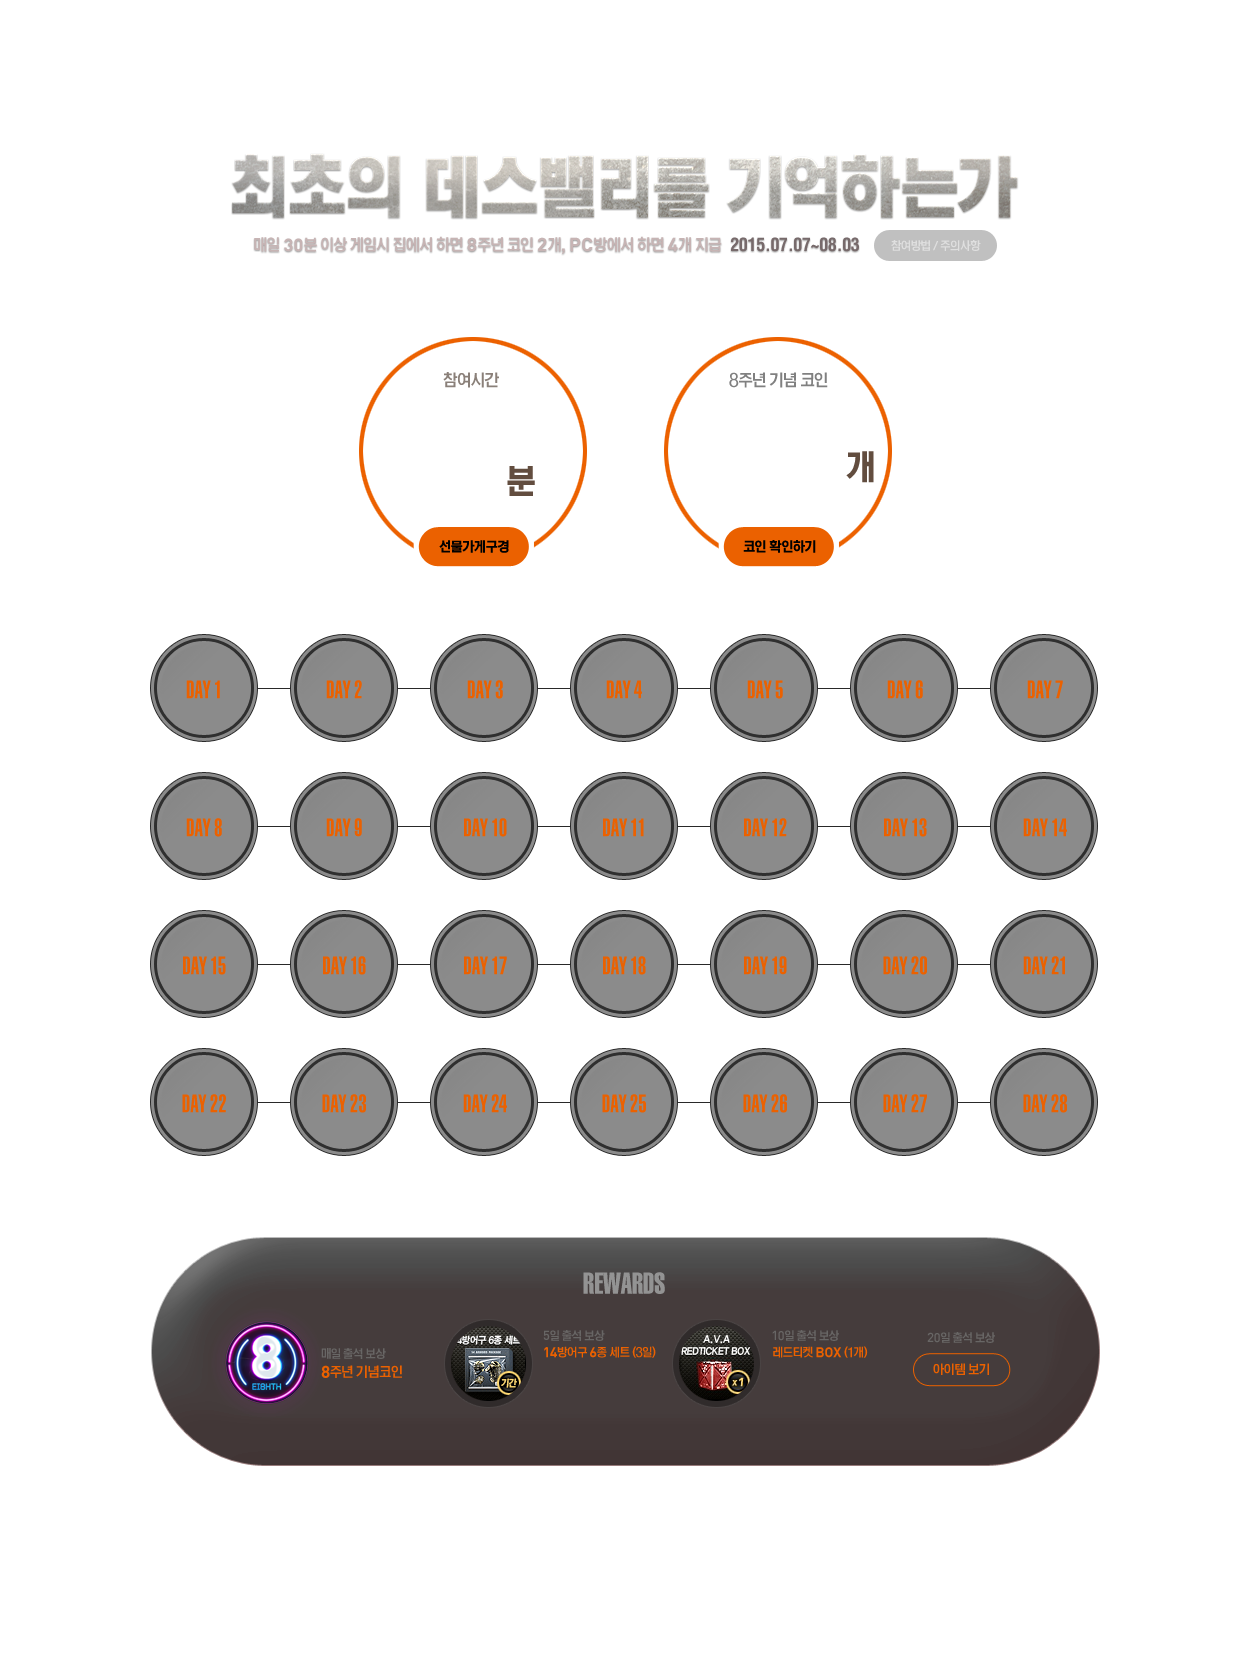 최초의 데스밸리를 기억하는가
매일 30분 이상 게임시 집에서 하면 8주년 코인 2개, PC방에서 하면 4개 지급 2015.07.07~08.03 참여방법 / 주의사항
참여시간
분
선물가게구경
8주년 기념 코인
개
코인 확인하기
DAY 1 DAY 2 DAY 3 DAY 4 DAY 5 DAY 6 DAY 7
DAY 8 DAY 9 DAY 10 DAY 11 DAY 12 DAY 13 DAY 14
DAY 15 DAY 16 DAY 17 DAY 18 DAY 19 DAY 20 DAY 21
DAY 22 DAY 23 DAY 24 DAY 25 DAY 26 DAY 27 DAY 28
REWARDS
8
EI8HTH
매일 출석 보상
8주년 기념코인
14방어구 6종 세트
기간
5일 출석 보상
14방어구 6종 세트 (3일)
A.V.A
REDTICKET BOX
x1
10일 출석 보상
레드티켓 BOX (1개)
20일 출석 보상
아이템 보기